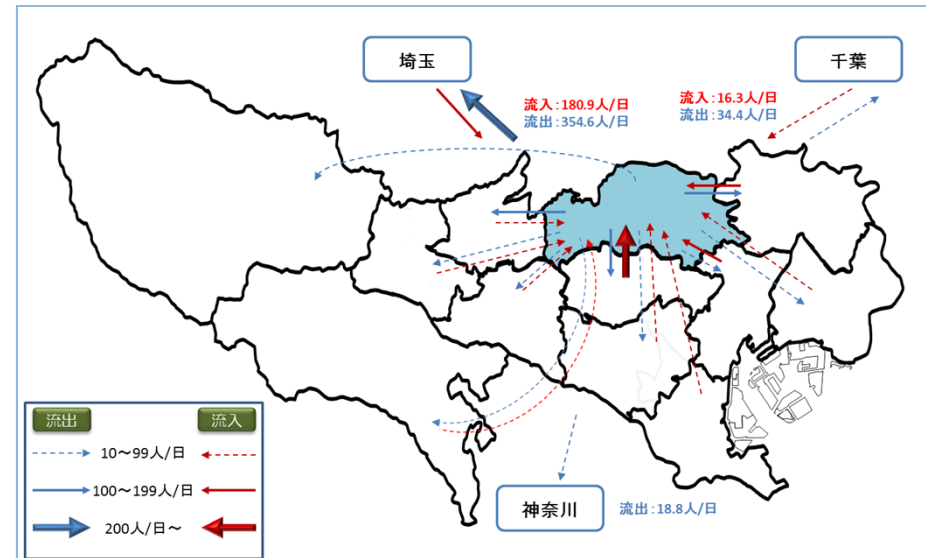 埼玉
千葉
流入:180.9人/日
流出:354.6人/日
流入:16.3人/日
流出:34.4人/日
流出
流入
10～99人/日
100～199人/日
200人/日～
神奈川
流出:18.8人/日